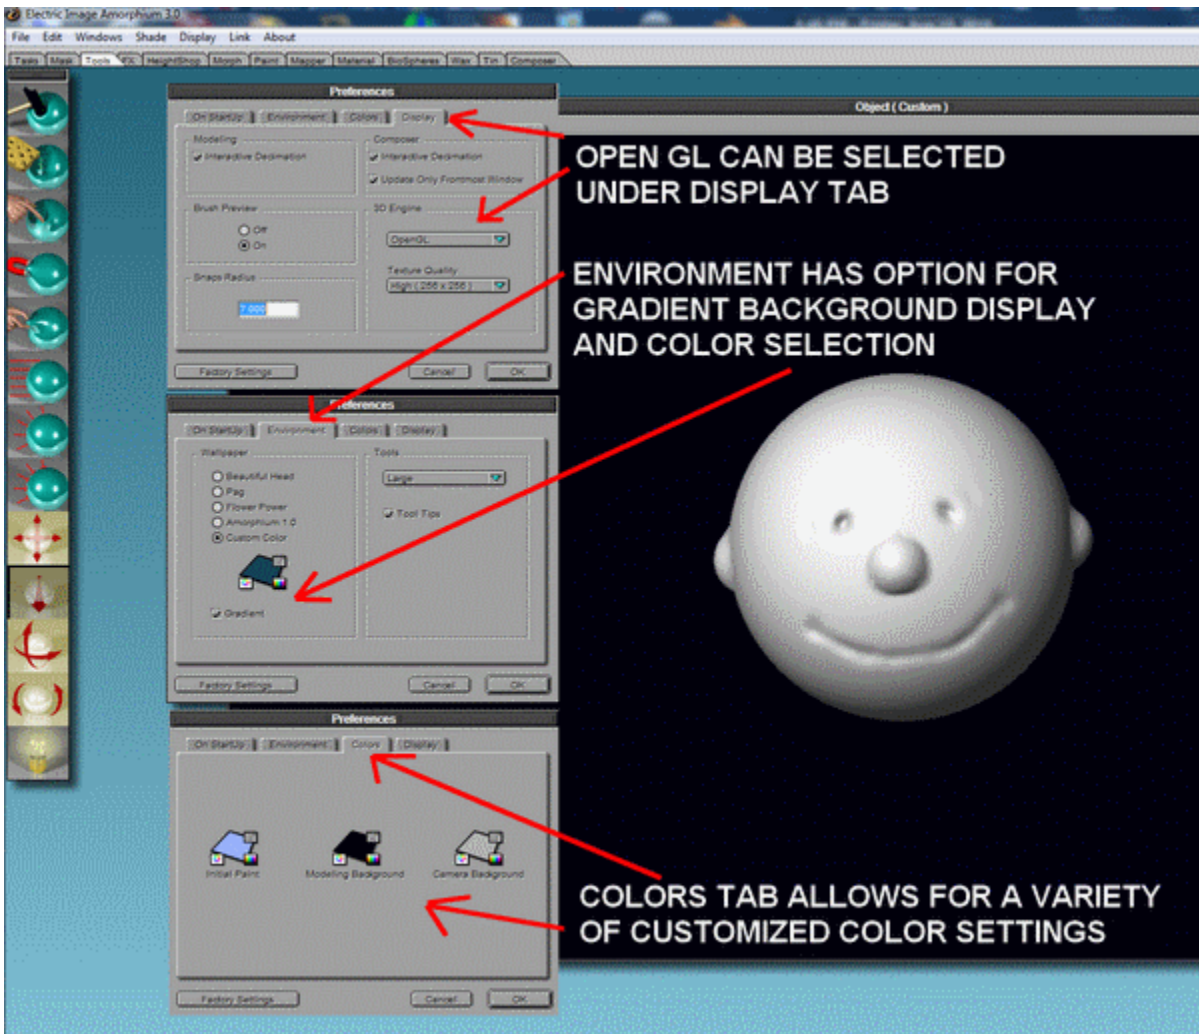 Electric Image Amorphium 3.0
File Edit Windows Shade Display Link About
Tasks Mask Tools FX HeightShop Morph Paint Mapper Material BioSpheres Wax Tin Composer
Preferences
On StartUp Environment Colors Display
Modeling
Interactive Decimation
Composer
Interactive Decimation
Update Only Frontmost Window
Brush Preview
Off
On
3D Engine
OpenGL
Snaps Radius
7.000
Texture Quality
High ( 256 x 256 )
Factory Settings Cancel OK
Object ( Custom )
OPEN GL CAN BE SELECTED
UNDER DISPLAY TAB
ENVIRONMENT HAS OPTION FOR
GRADIENT BACKGROUND DISPLAY
AND COLOR SELECTION
Preferences
On StartUp Environment Colors Display
Wallpaper
Beautiful Head
Pag
Flower Power
Amorphium 1.0
Custom Color
Gradient
Tools
Large
Tool Tips
Factory Settings Cancel OK
Preferences
On StartUp Environment Colors Display
Initial Paint Modeling Background Camera Background
Factory Settings Cancel OK
COLORS TAB ALLOWS FOR A VARIETY
OF CUSTOMIZED COLOR SETTINGS